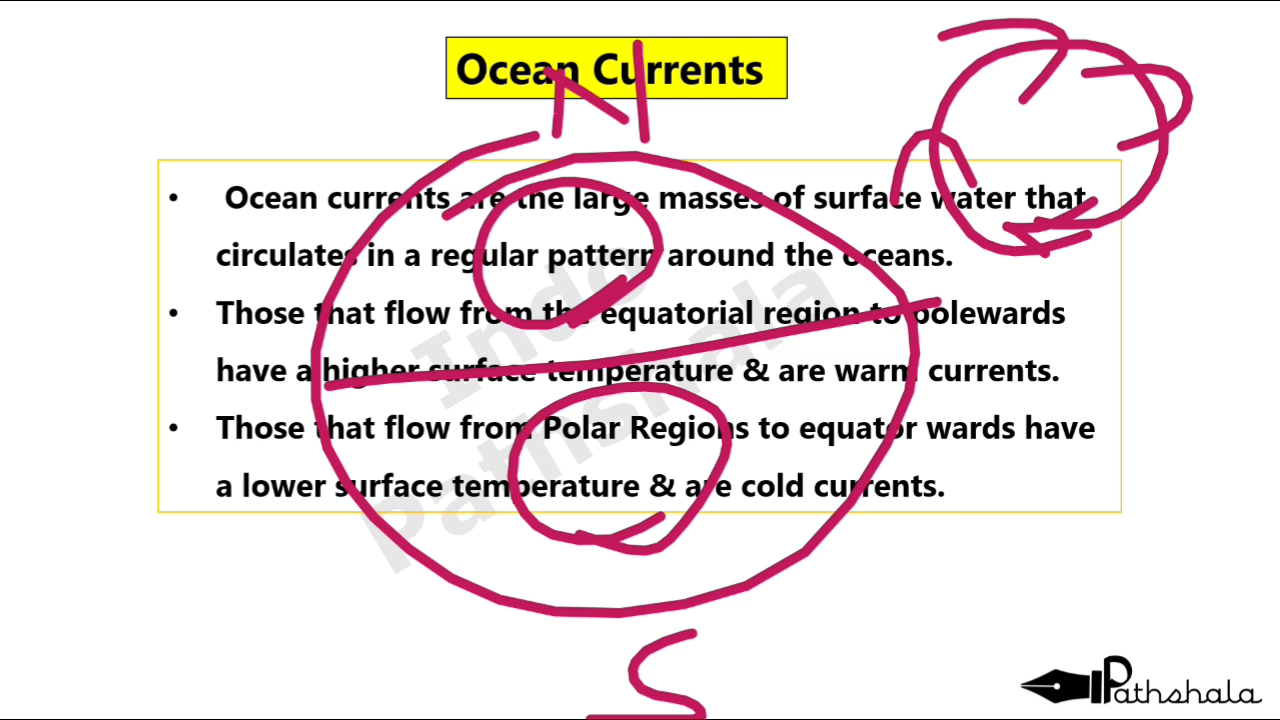 Ocean Currents
N
• Ocean currents are the large masses of surface water that
circulates in a regular pattern around the oceans.
• Those that flow from the equatorial region to polewards
have a higher surface temperature & are warm currents.
• Those that flow from Polar Regions to equator wards have
a lower surface temperature & are cold currents.
Indo
Pathshala
S
Pathshala